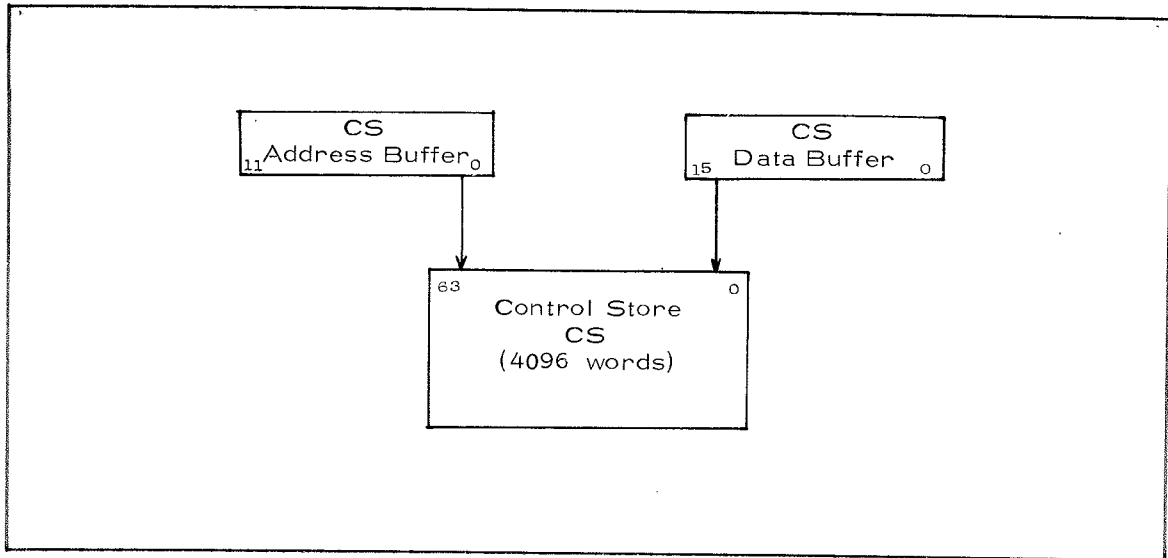 CS
Address Buffer
11 0
CS
Data Buffer
15 0
63 0
Control Store
CS
(4096 words)